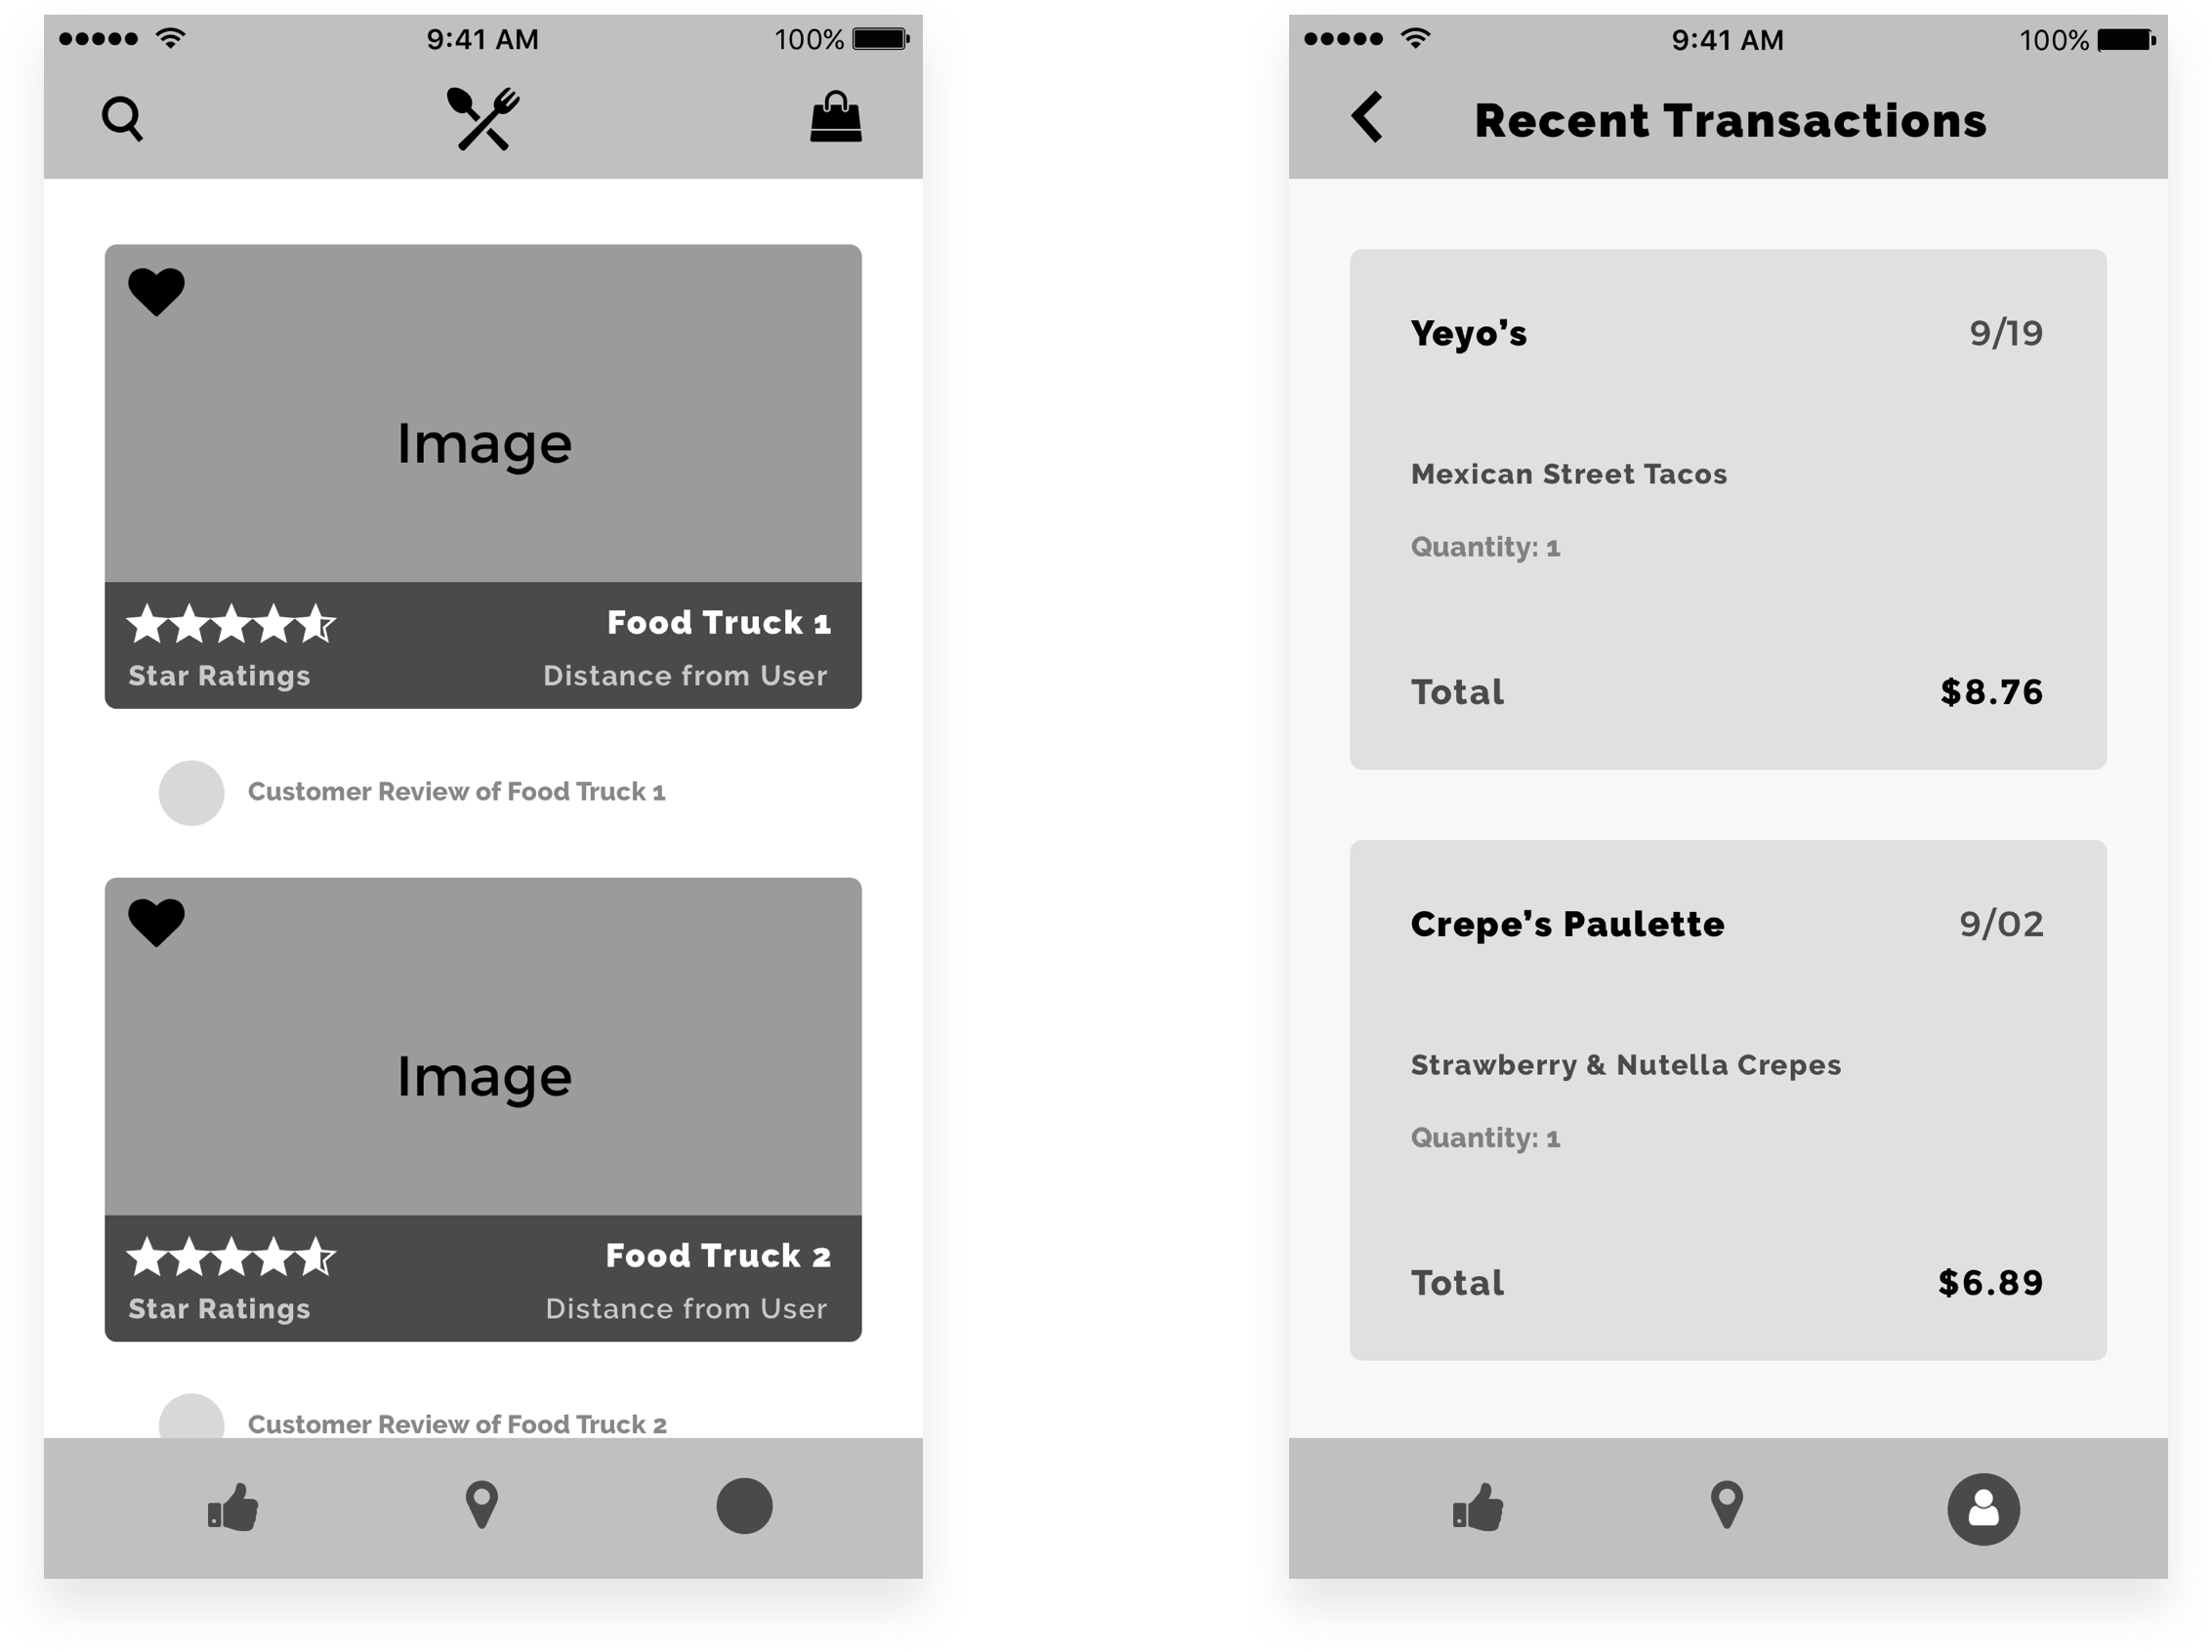 9:41 AM
100%
Image
Food Truck 1
Star Ratings
Distance from User
Customer Review of Food Truck 1
Image
Food Truck 2
Star Ratings
Distance from User
Customer Review of Food Truck 2
9:41 AM
100%
Recent Transactions
Yeyo’s
9/19
Mexican Street Tacos
Quantity: 1
Total
$8.76
Crepe’s Paulette
9/02
Strawberry & Nutella Crepes
Quantity: 1
Total
$6.89